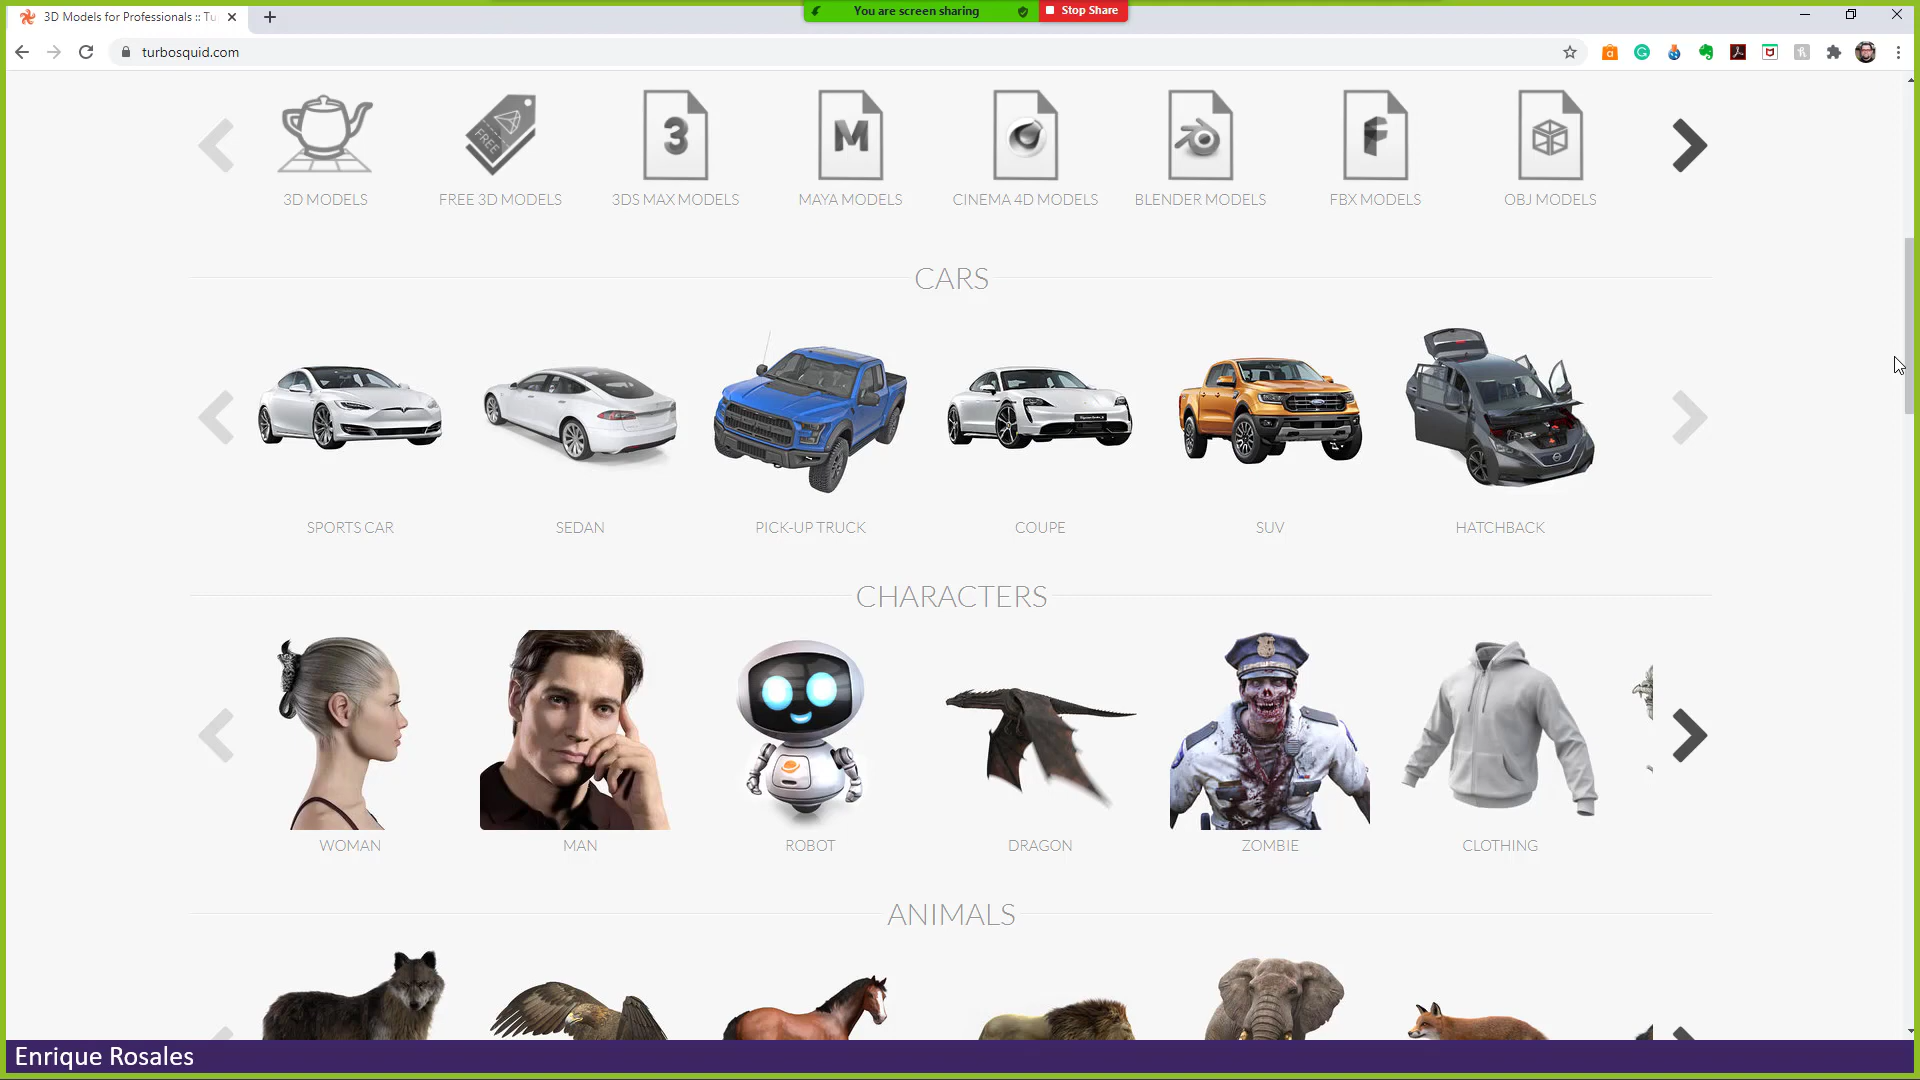 3D Models for Professionals :: Tu
You are screen sharing
Stop Share
turbosquid.com
FREE
3
M
F
3D MODELS
FREE 3D MODELS
3DS MAX MODELS
MAYA MODELS
CINEMA 4D MODELS
BLENDER MODELS
FBX MODELS
OBJ MODELS
CARS
SPORTS CAR
SEDAN
PICK-UP TRUCK
COUPE
SUV
HATCHBACK
CHARACTERS
WOMAN
MAN
ROBOT
DRAGON
ZOMBIE
CLOTHING
ANIMALS
Enrique Rosales